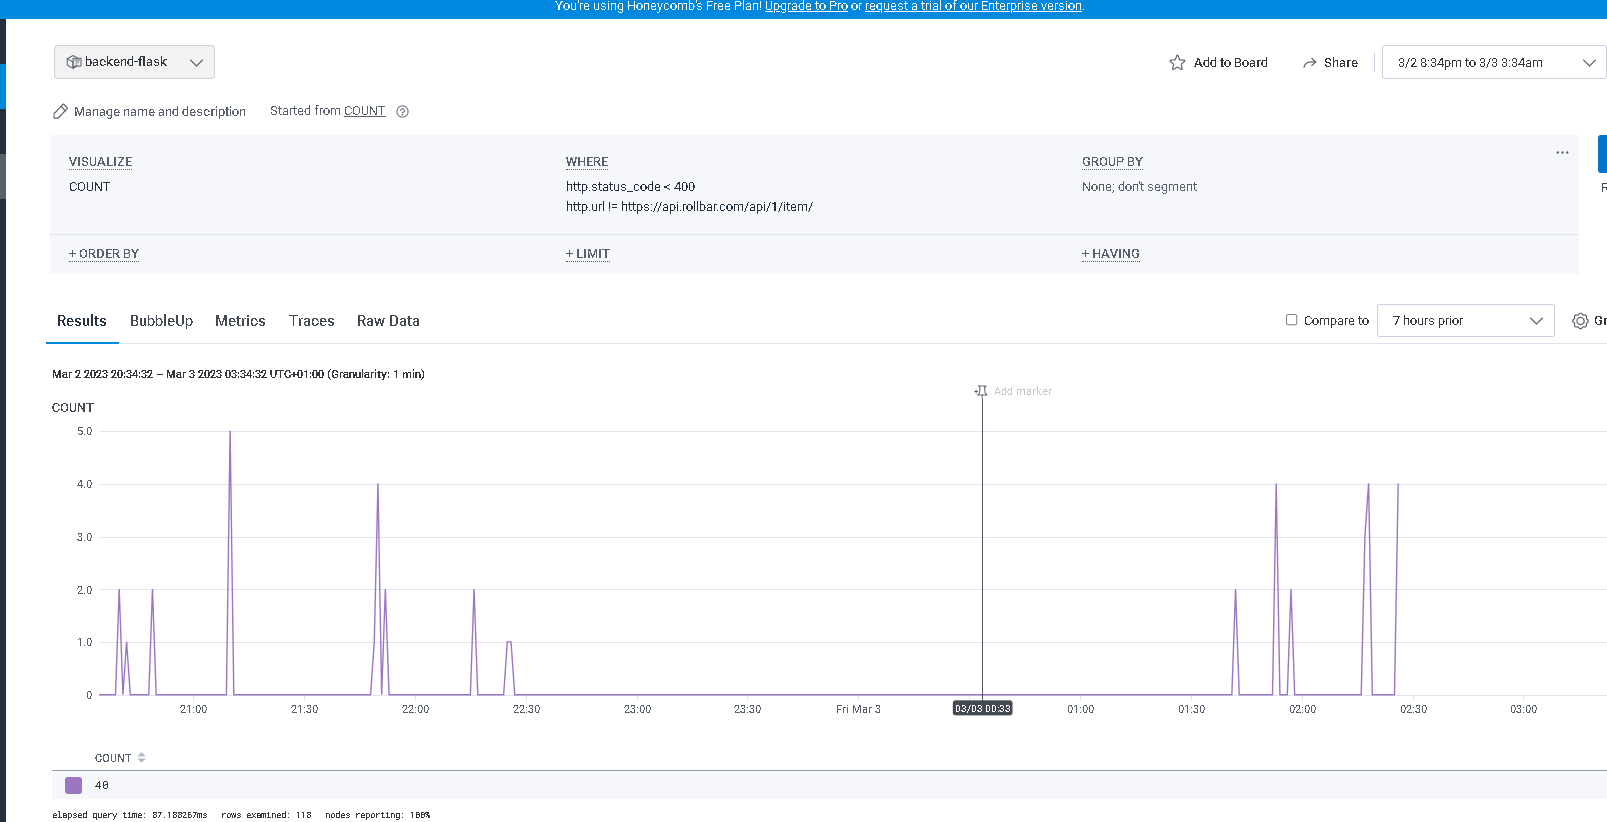 You're using Honeycomb's Free Plan! Upgrade to Pro or request a trial of our Enterprise version.
backend-flask
Add to Board
Share
3/2 8:34pm to 3/3 3:34am
Manage name and description
Started from COUNT
VISUALIZE
WHERE
GROUP BY
COUNT
http.status_code < 400
None; don't segment
http.url != https://api.rollbar.com/api/1/item/
R
+ ORDER BY
+ LIMIT
+ HAVING
Results
BubbleUp
Metrics
Traces
Raw Data
Compare to
7 hours prior
Gr
Mar 2 2023 20:34:32 – Mar 3 2023 03:34:32 UTC+01:00 (Granularity: 1 min)
Add marker
COUNT
5.0
4.0
3.0
2.0
1.0
0
21:00
21:30
22:00
22:30
23:00
23:30
Fri Mar 3
03/03 00:33
01:00
01:30
02:00
02:30
03:00
COUNT
40
elapsed query time: 87.188267ms rows examined: 118 nodes reporting: 100%